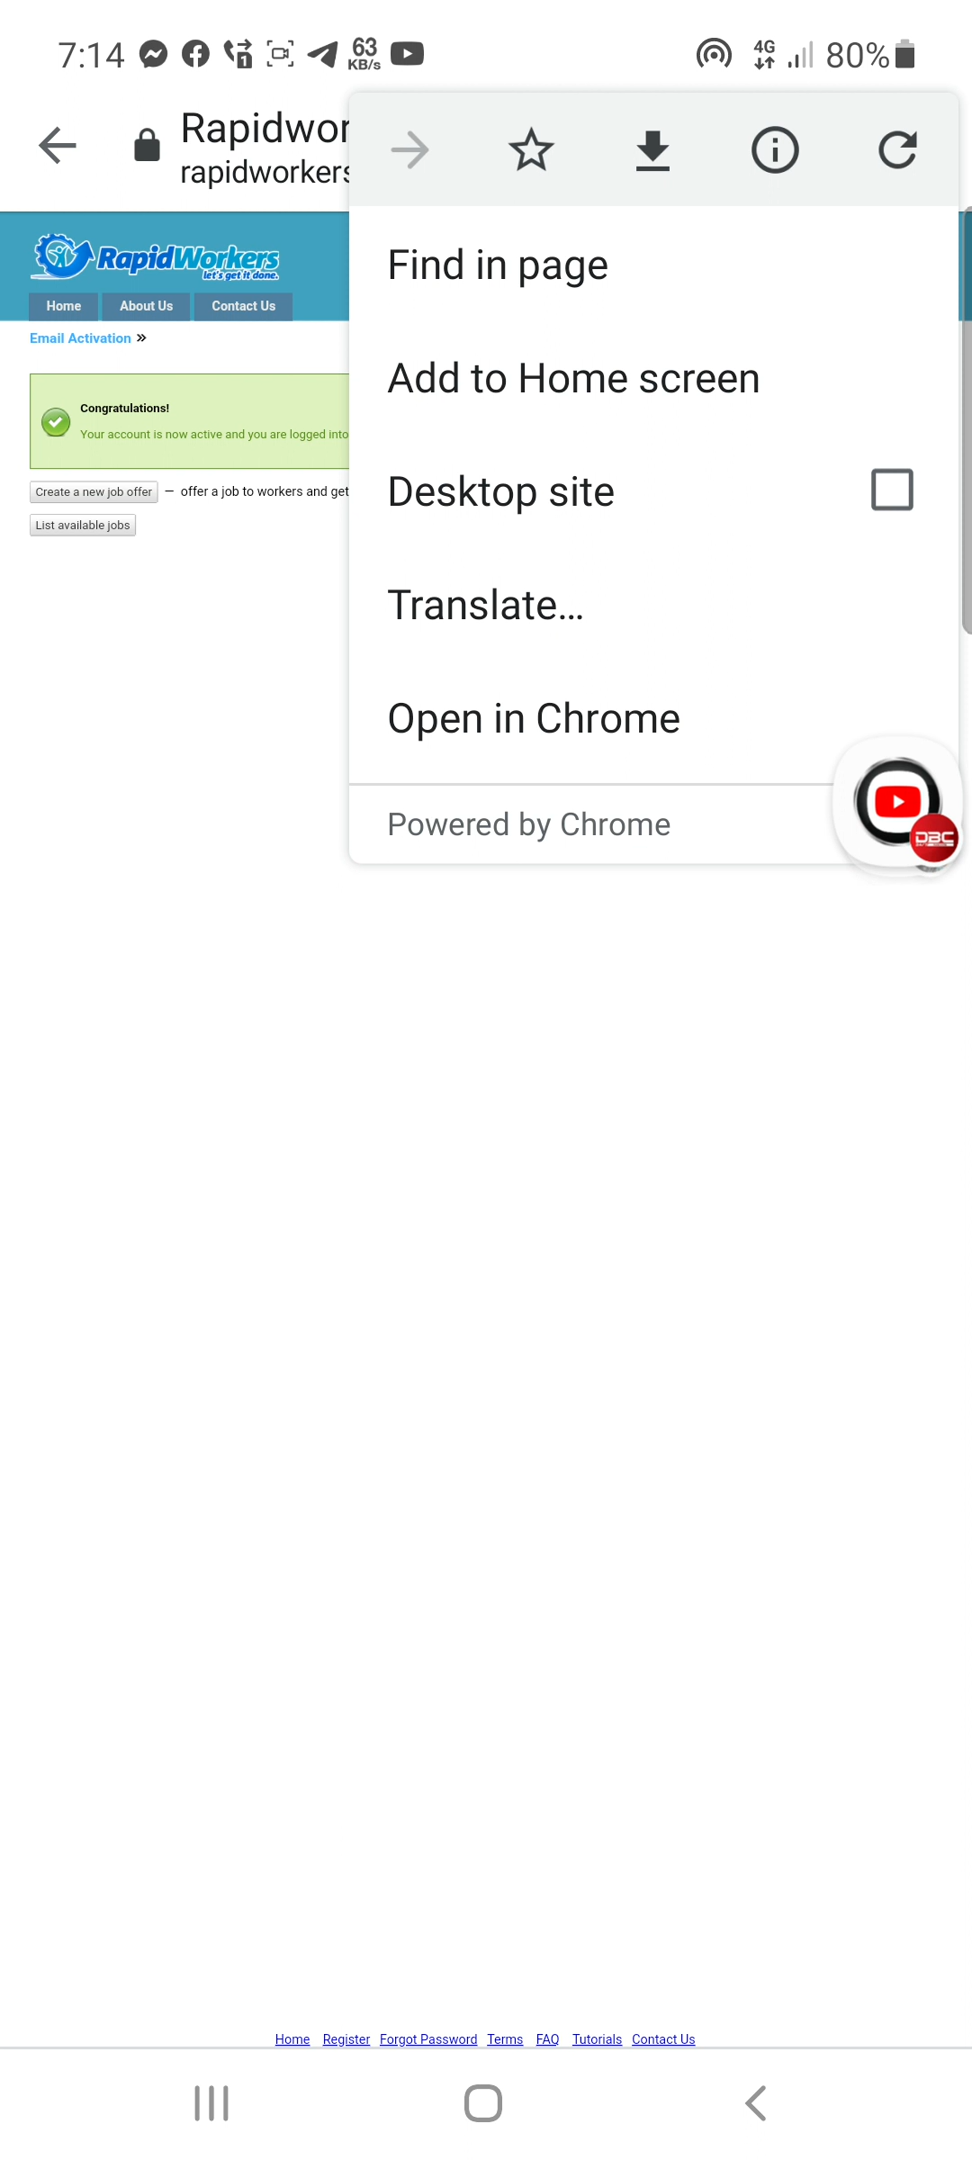 7:14 1 63 KB/s 4G 80%
Rapidwor
rapidworkers
RapidWorkers
let's get it done.
Home About Us Contact Us
Email Activation »
Congratulations!
Your account is now active and you are logged into
Create a new job offer — offer a job to workers and get
List available jobs
Find in page
Add to Home screen
Desktop site
Translate...
Open in Chrome
Powered by Chrome
DBC
Home Register Forgot Password Terms FAQ Tutorials Contact Us